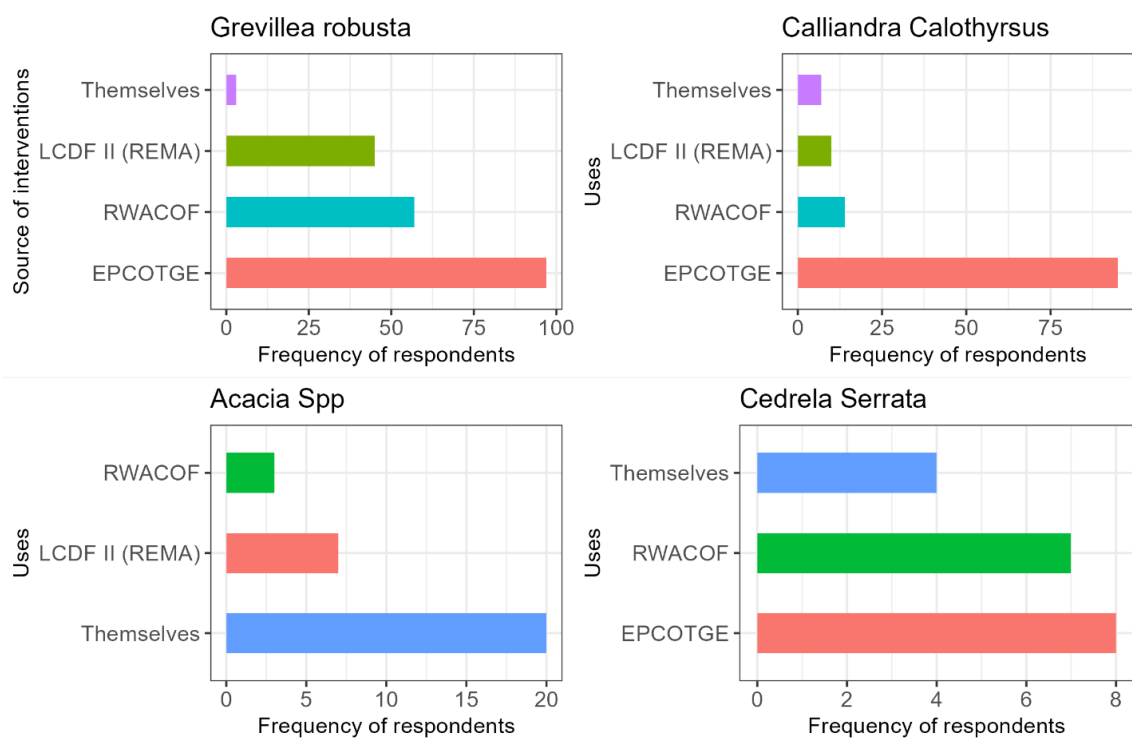 Grevillea robusta
Source of interventions
Themselves
LCDF II (REMA)
RWACOF
EPCOTGE
0 25 50 75 100
Frequency of respondents
Calliandra Calothyrsus
Uses
Themselves
LCDF II (REMA)
RWACOF
EPCOTGE
0 25 50 75
Frequency of respondents
Acacia Spp
Uses
RWACOF
LCDF II (REMA)
Themselves
0 5 10 15 20
Frequency of respondents
Cedrela Serrata
Uses
Themselves
RWACOF
EPCOTGE
0 2 4 6 8
Frequency of respondents